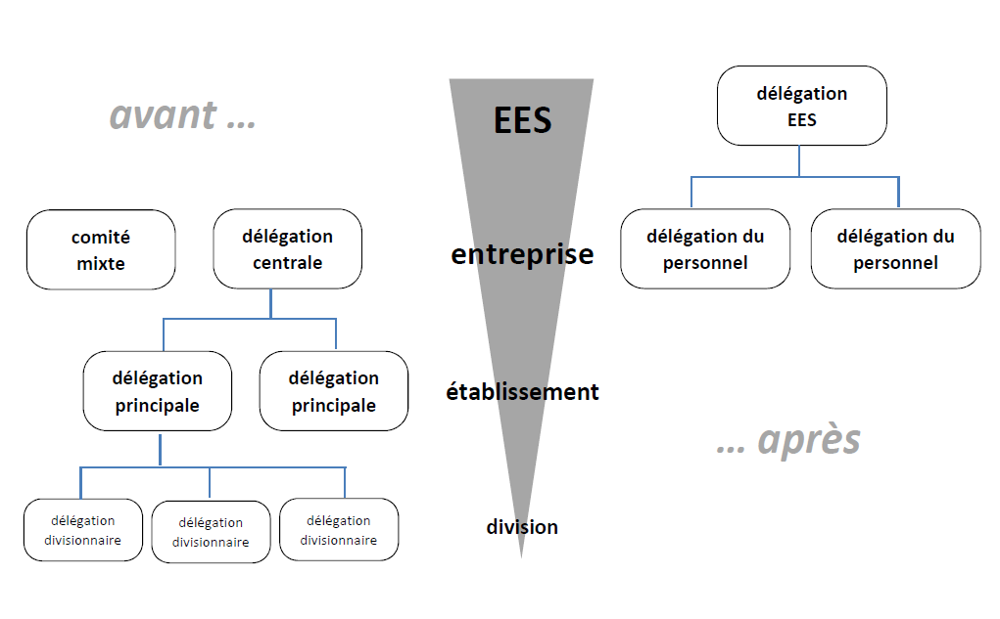 avant ...
comité
mixte
délégation
centrale
délégation
principale
délégation
principale
délégation
divisionnaire
délégation
divisionnaire
délégation
divisionnaire
EES
entreprise
établissement
division
délégation
EES
délégation du
personnel
délégation du
personnel
... après